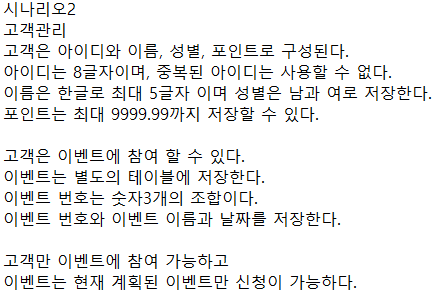 시나리오2
고객관리
고객은 아이디와 이름, 성별, 포인트로 구성된다.
아이디는 8글자이며, 중복된 아이디는 사용할 수 없다.
이름은 한글로 최대 5글자 이며 성별은 남과 여로 저장한다.
포인트는 최대 9999.99까지 저장할 수 있다.
고객은 이벤트에 참여 할 수 있다.
이벤트는 별도의 테이블에 저장한다.
이벤트 번호는 숫자3개의 조합이다.
이벤트 번호와 이벤트 이름과 날짜를 저장한다.
고객만 이벤트에 참여 가능하고
이벤트는 현재 계획된 이벤트만 신청이 가능하다.